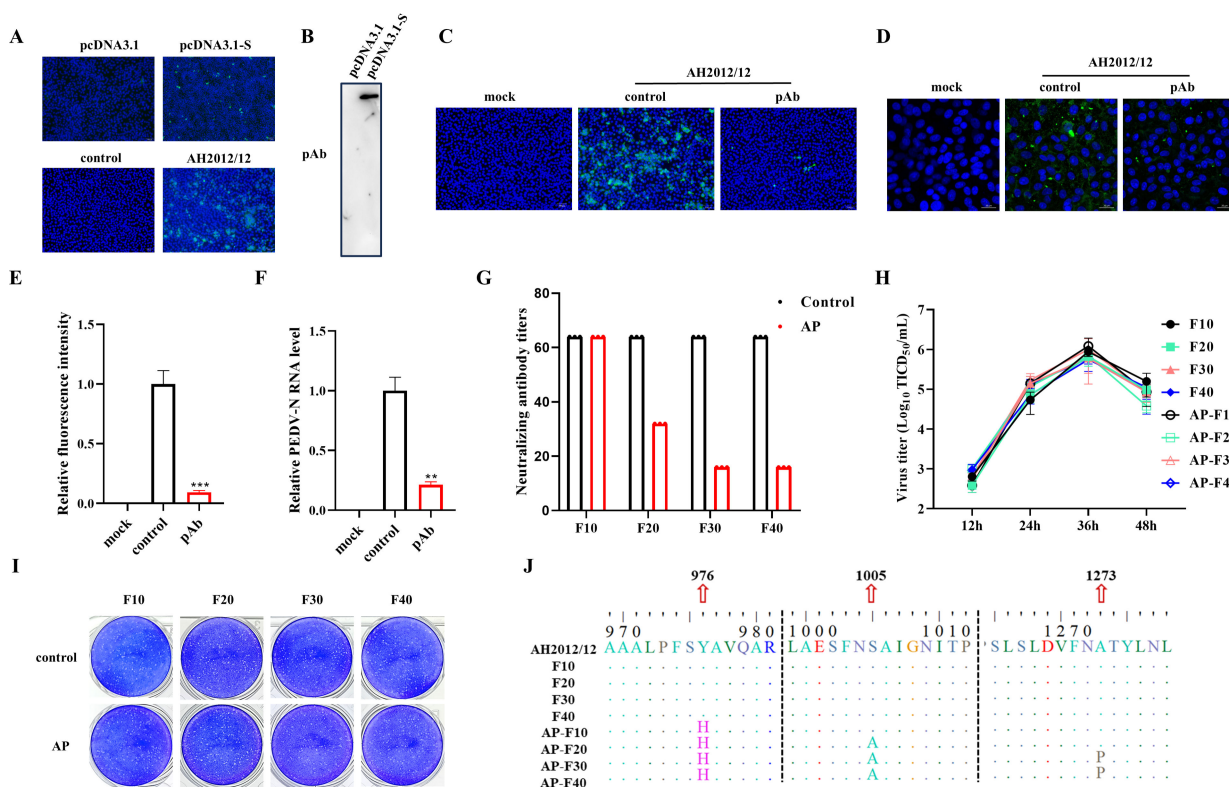 A
pcDNA3.1
pcDNA3.1-S
control
AH2012/12
B
pcDNA3.1
pcDNA3.1-S
pAb
C
AH2012/12
mock
control
pAb
D
AH2012/12
mock
control
pAb
E
Relative fluorescence intensity
1.5
1.0
0.5
0.0
***
mock
control
pAb
F
Relative PEDV-N RNA level
1.5
1.0
0.50
0.0
**
mock
control
pAb
G
Neutralizing antibody titers
80
60
40
20
0
F10
F20
F30
F40
Control
AP
H
Virus titer (Log10 TICD50/mL)
7
6
5
4
3
2
12h
24h
36h
48h
F10
F20
F30
F40
AP-F1
AP-F2
AP-F3
AP-F4
I
F10
F20
F30
F40
control
AP
J
976
1005
1273
970
980
1000
1010
1270
AH2012/12
AAALPFSYAVQAR
LAESFNSAIGNITP
'SLSLDVFNATYLNL
F10
F20
F30
F40
AP-F10 H
AP-F20 H A
AP-F30 H A P
AP-F40 H A P